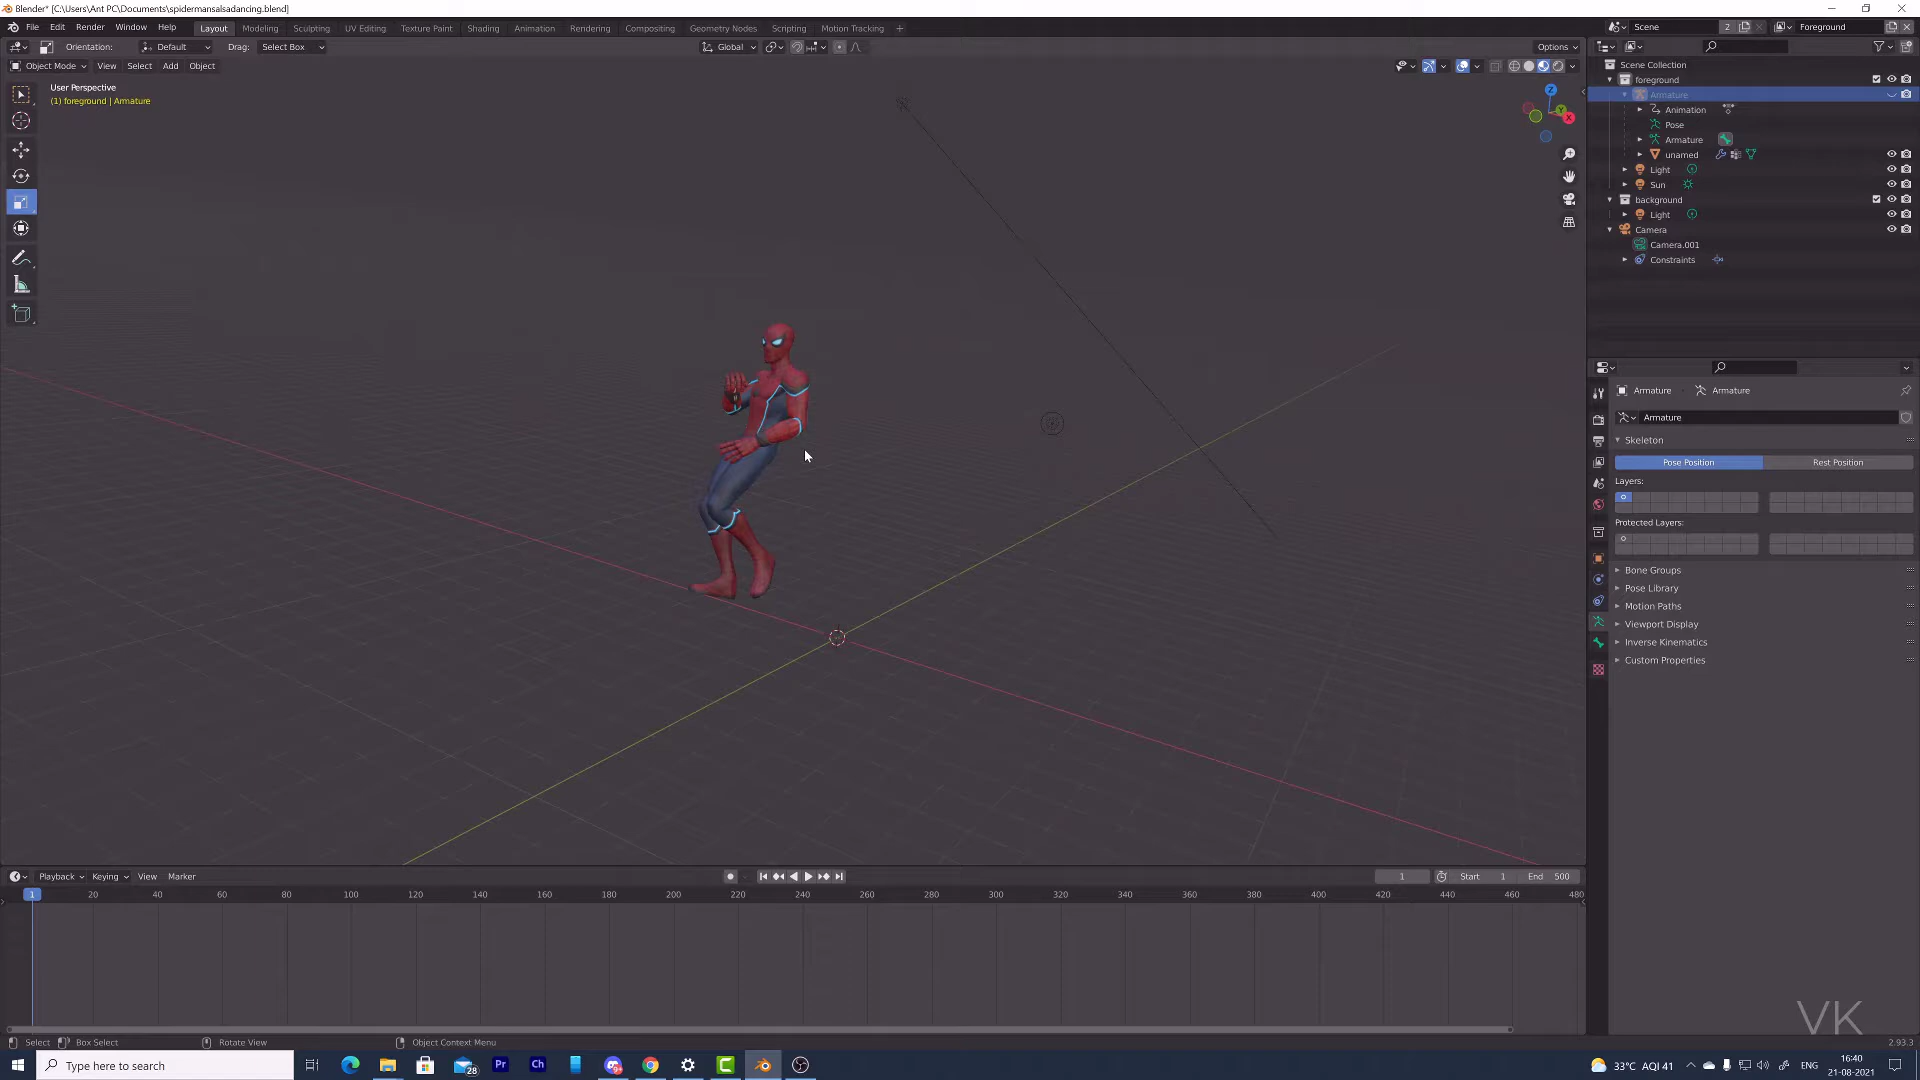 Blender* [C:\Users\Ant PC\Documents\spidermansalsadancing.blend]
File Edit Render Window Help Layout Modeling Sculpting UV Editing Texture Paint Shading Animation Rendering Compositing Geometry Nodes Scripting Motion Tracking + Scene 2 Foreground
Orientation: Default Drag: Select Box Global Options
Object Mode View Select Add Object
User Perspective
(1) foreground | Armature
Z
Y
X
Scene Collection
foreground
Armature
Animation
Pose
Armature
unamed
Light
Sun
background
Light
Camera
Camera.001
Constraints
Armature Armature
Armature
Skeleton
Pose Position Rest Position
Layers:
Protected Layers:
Bone Groups
Pose Library
Motion Paths
Viewport Display
Inverse Kinematics
Custom Properties
Playback Keying View Marker 1 Start 1 End 500
1 20 40 60 80 100 120 140 160 180 200 220 240 260 280 300 320 340 360 380 400 420 440 460 480
VK
Select Box Select Rotate View Object Context Menu 2.93.3
Type here to search 28 Pr Ch 33°C AQI 41 ENG 16:40
21-08-2021